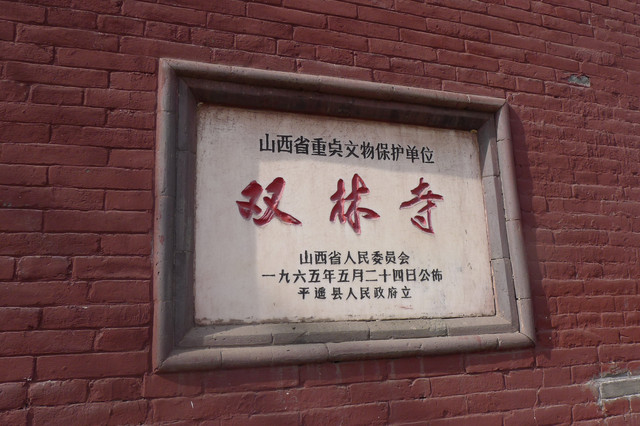 山西省重点文物保护单位
双林寺
山西省人民委员会
一九六五年五月二十四日公佈
平遥县人民政府立